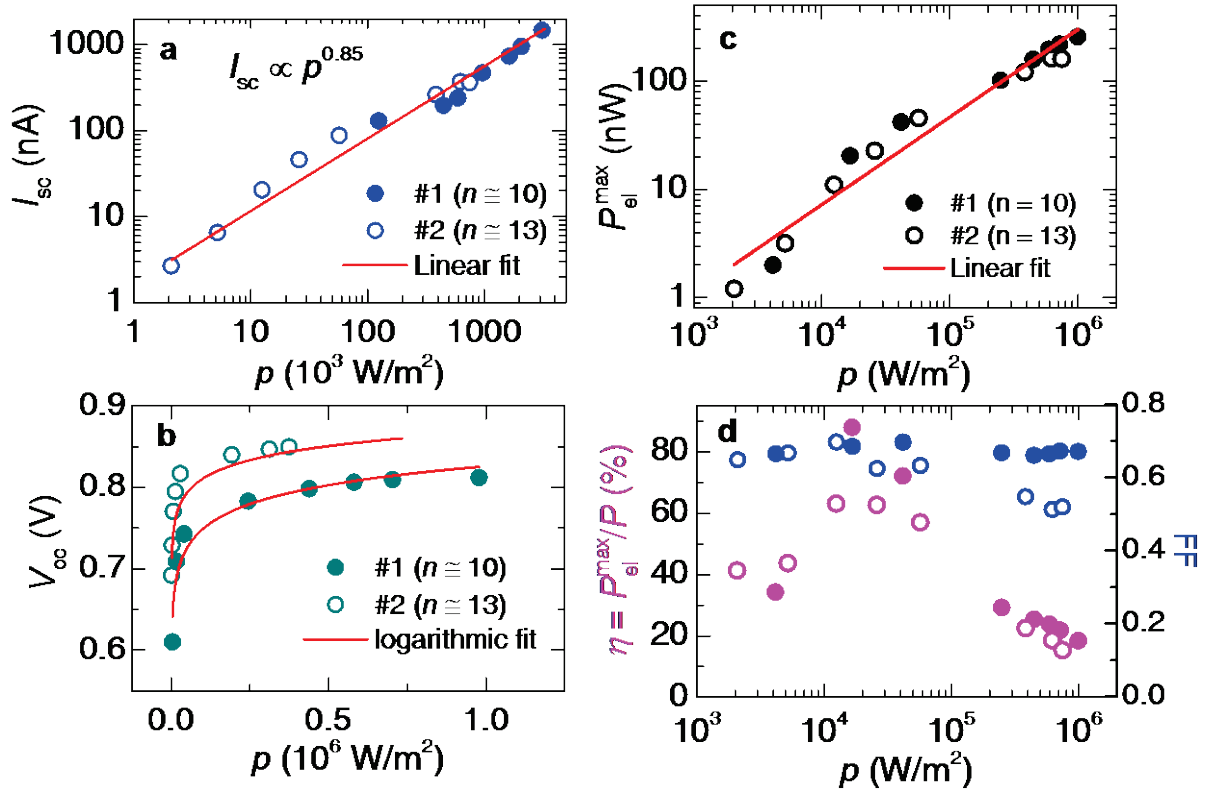 a
I_sc ∝ p^0.85
1000
100
10
1
I_sc (nA)
#1 (n ≅ 10)
#2 (n ≅ 13)
Linear fit
1
10
100
1000
p (10^3 W/m^2)
c
100
10
1
P_el^max (nW)
#1 (n = 10)
#2 (n = 13)
Linear fit
10^3
10^4
10^5
10^6
p (W/m^2)
b
0.9
0.8
0.7
0.6
V_oc (V)
#1 (n ≅ 10)
#2 (n ≅ 13)
logarithmic fit
0.0
0.5
1.0
p (10^6 W/m^2)
d
80
60
40
20
0
η = P_el^max/P (%)
0.8
0.6
0.4
0.2
0.0
FF
10^3
10^4
10^5
10^6
p (W/m^2)